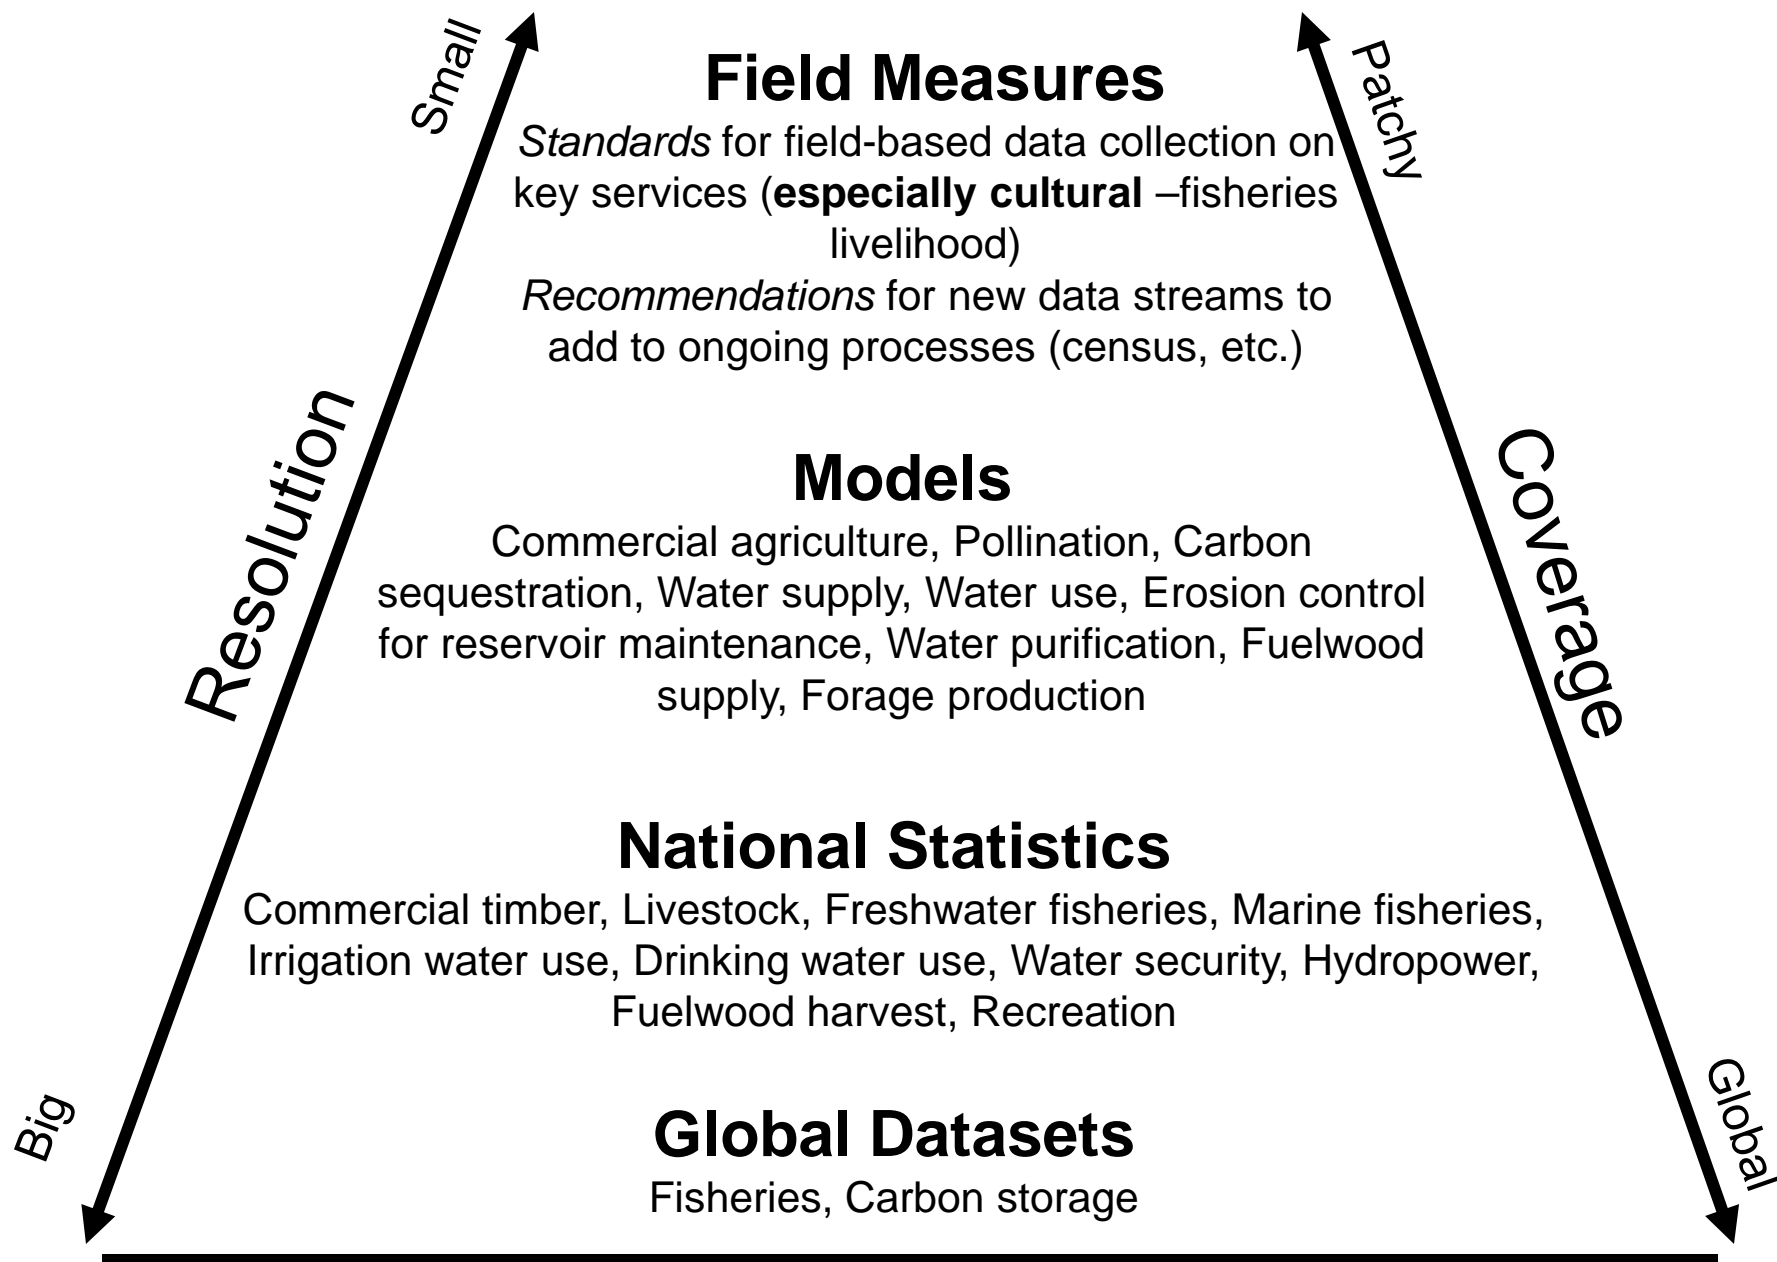 Small
Patchy
Field Measures
Standards for field-based data collection on
key services (especially cultural –fisheries
livelihood)
Recommendations for new data streams to
add to ongoing processes (census, etc.)
Resolution
Coverage
Models
Commercial agriculture, Pollination, Carbon
sequestration, Water supply, Water use, Erosion control
for reservoir maintenance, Water purification, Fuelwood
supply, Forage production
National Statistics
Commercial timber, Livestock, Freshwater fisheries, Marine fisheries,
Irrigation water use, Drinking water use, Water security, Hydropower,
Fuelwood harvest, Recreation
Big
Global
Global Datasets
Fisheries, Carbon storage